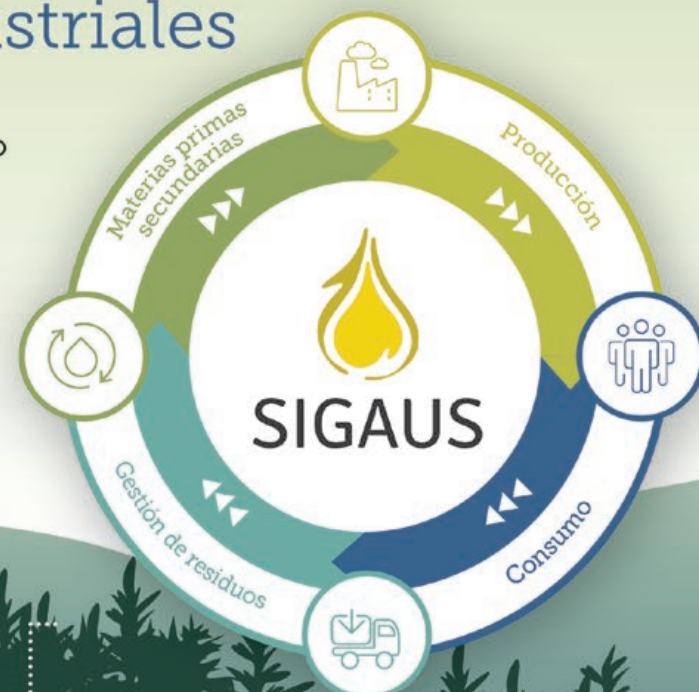 striales
Materias primas
secundarias
Producción
SIGAUS
Gestión de residuos
Consumo